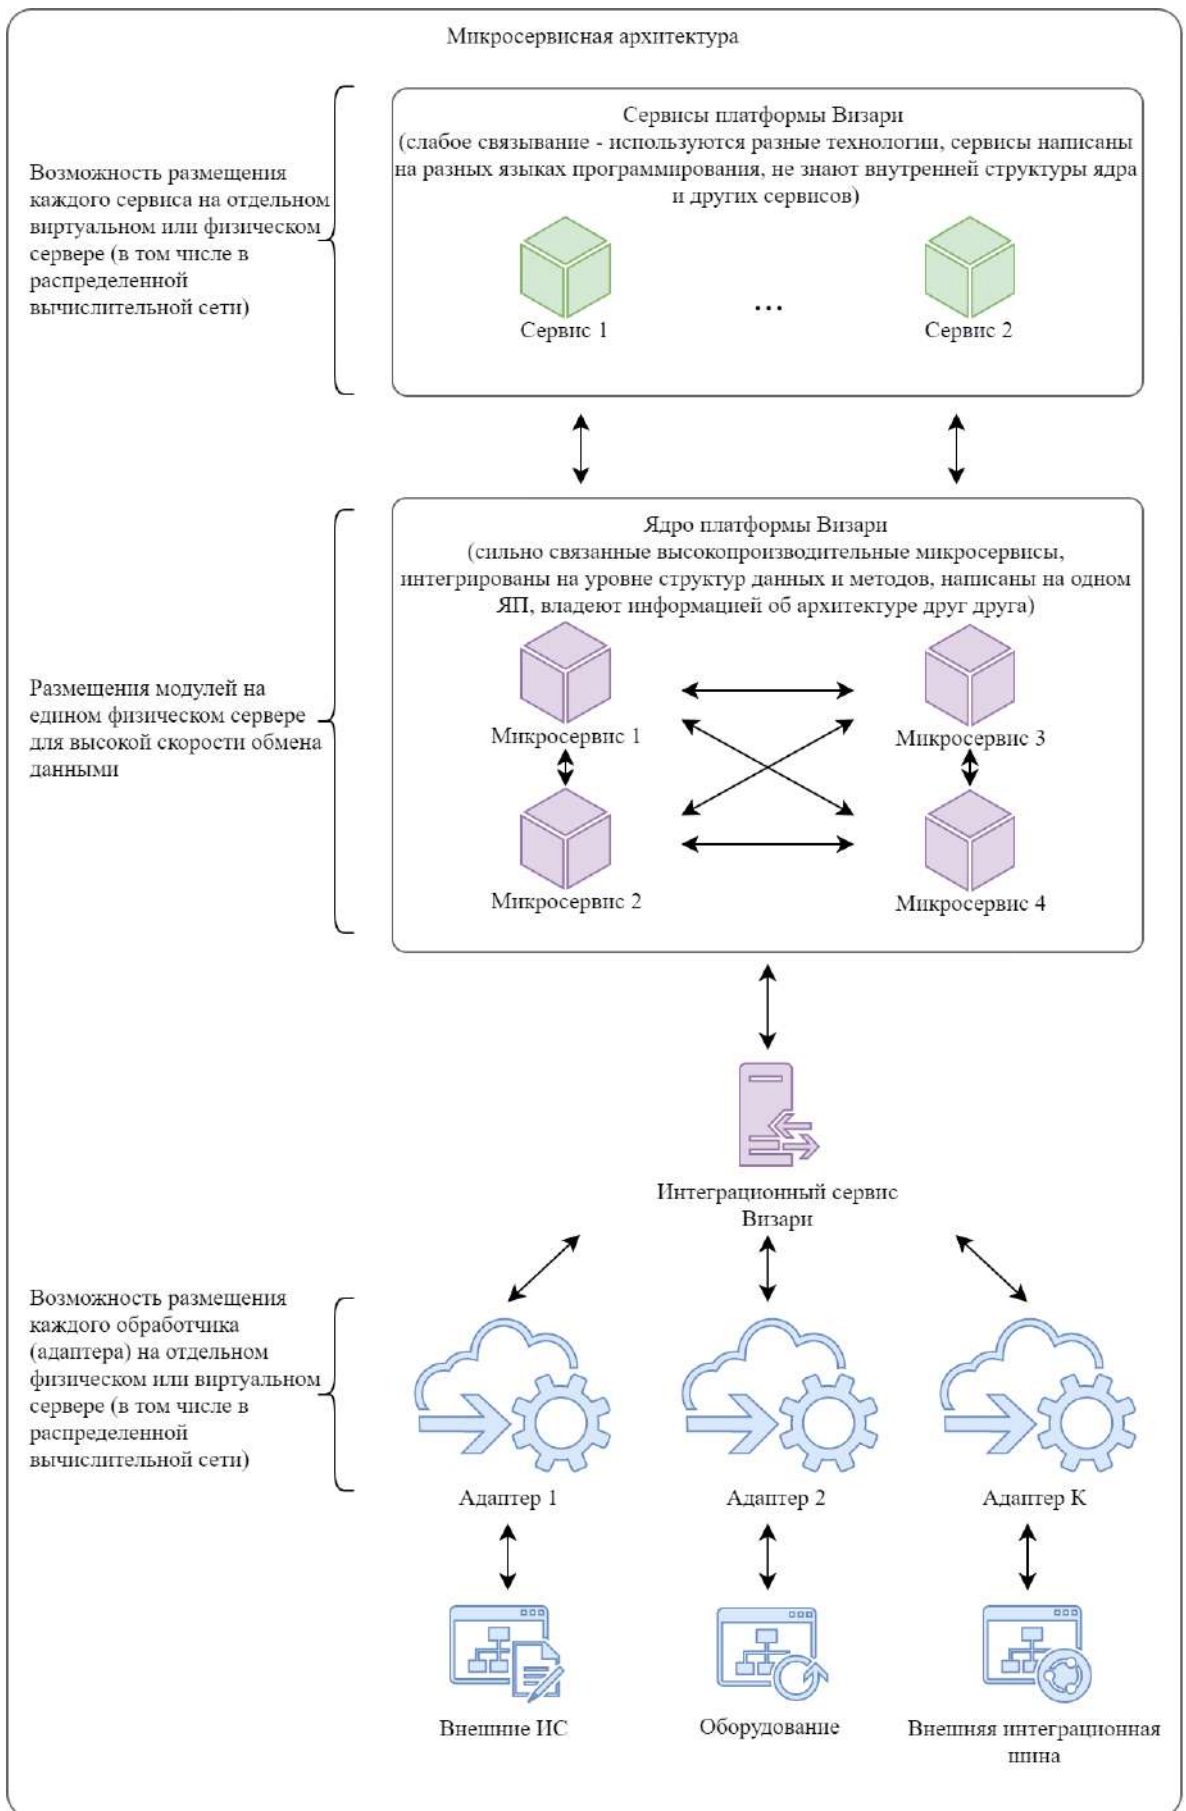 Микросервисная архитектура
Возможность размещения
каждого сервиса на отдельном
виртуальном или физическом
сервере (в том числе в
распределенной
вычислительной сети)
Сервисы платформы Визари
(слабое связывание - используются разные технологии, сервисы написаны
на разных языках программирования, не знают внутренней структуры ядра
и других сервисов)
...
Сервис 1
Сервис 2
Размещения модулей на
едином физическом сервере
для высокой скорости обмена
данными
Ядро платформы Визари
(сильно связанные высокопроизводительные микросервисы,
интегрированы на уровне структур данных и методов, написаны на одном
ЯП, владеют информацией об архитектуре друг друга)
Микросервис 1
Микросервис 3
Микросервис 2
Микросервис 4
Интеграционный сервис
Визари
Возможность размещения
каждого обработчика
(адаптера) на отдельном
физическом или виртуальном
сервере (в том числе в
распределенной
вычислительной сети)
Адаптер 1
Адаптер 2
Адаптер К
Внешние ИС
Оборудование
Внешняя интеграционная
шина